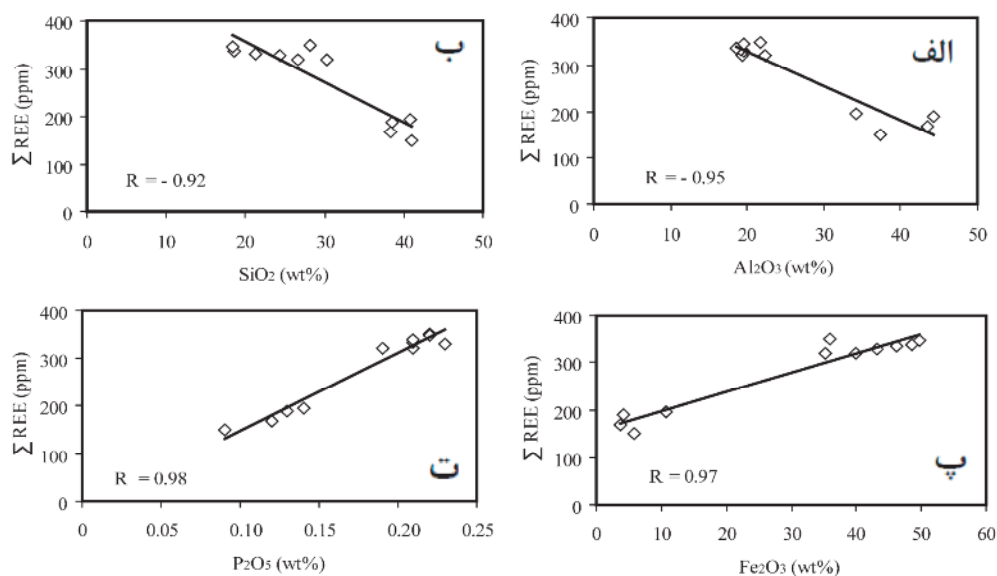 400
300
200
100
0
∑ REE (ppm)
ب
R = - 0.92
0 10 20 30 40 50
SiO₂ (wt%)
400
300
200
100
0
∑ REE (ppm)
الف
R = - 0.95
0 10 20 30 40 50
Al₂O₃ (wt%)
400
300
200
100
0
∑ REE (ppm)
R = 0.98
ت
0 0.05 0.10 0.15 0.20 0.25
P₂O₅ (wt%)
400
300
200
100
0
∑ REE (ppm)
R = 0.97
پ
0 10 20 30 40 50 60
Fe₂O₃ (wt%)